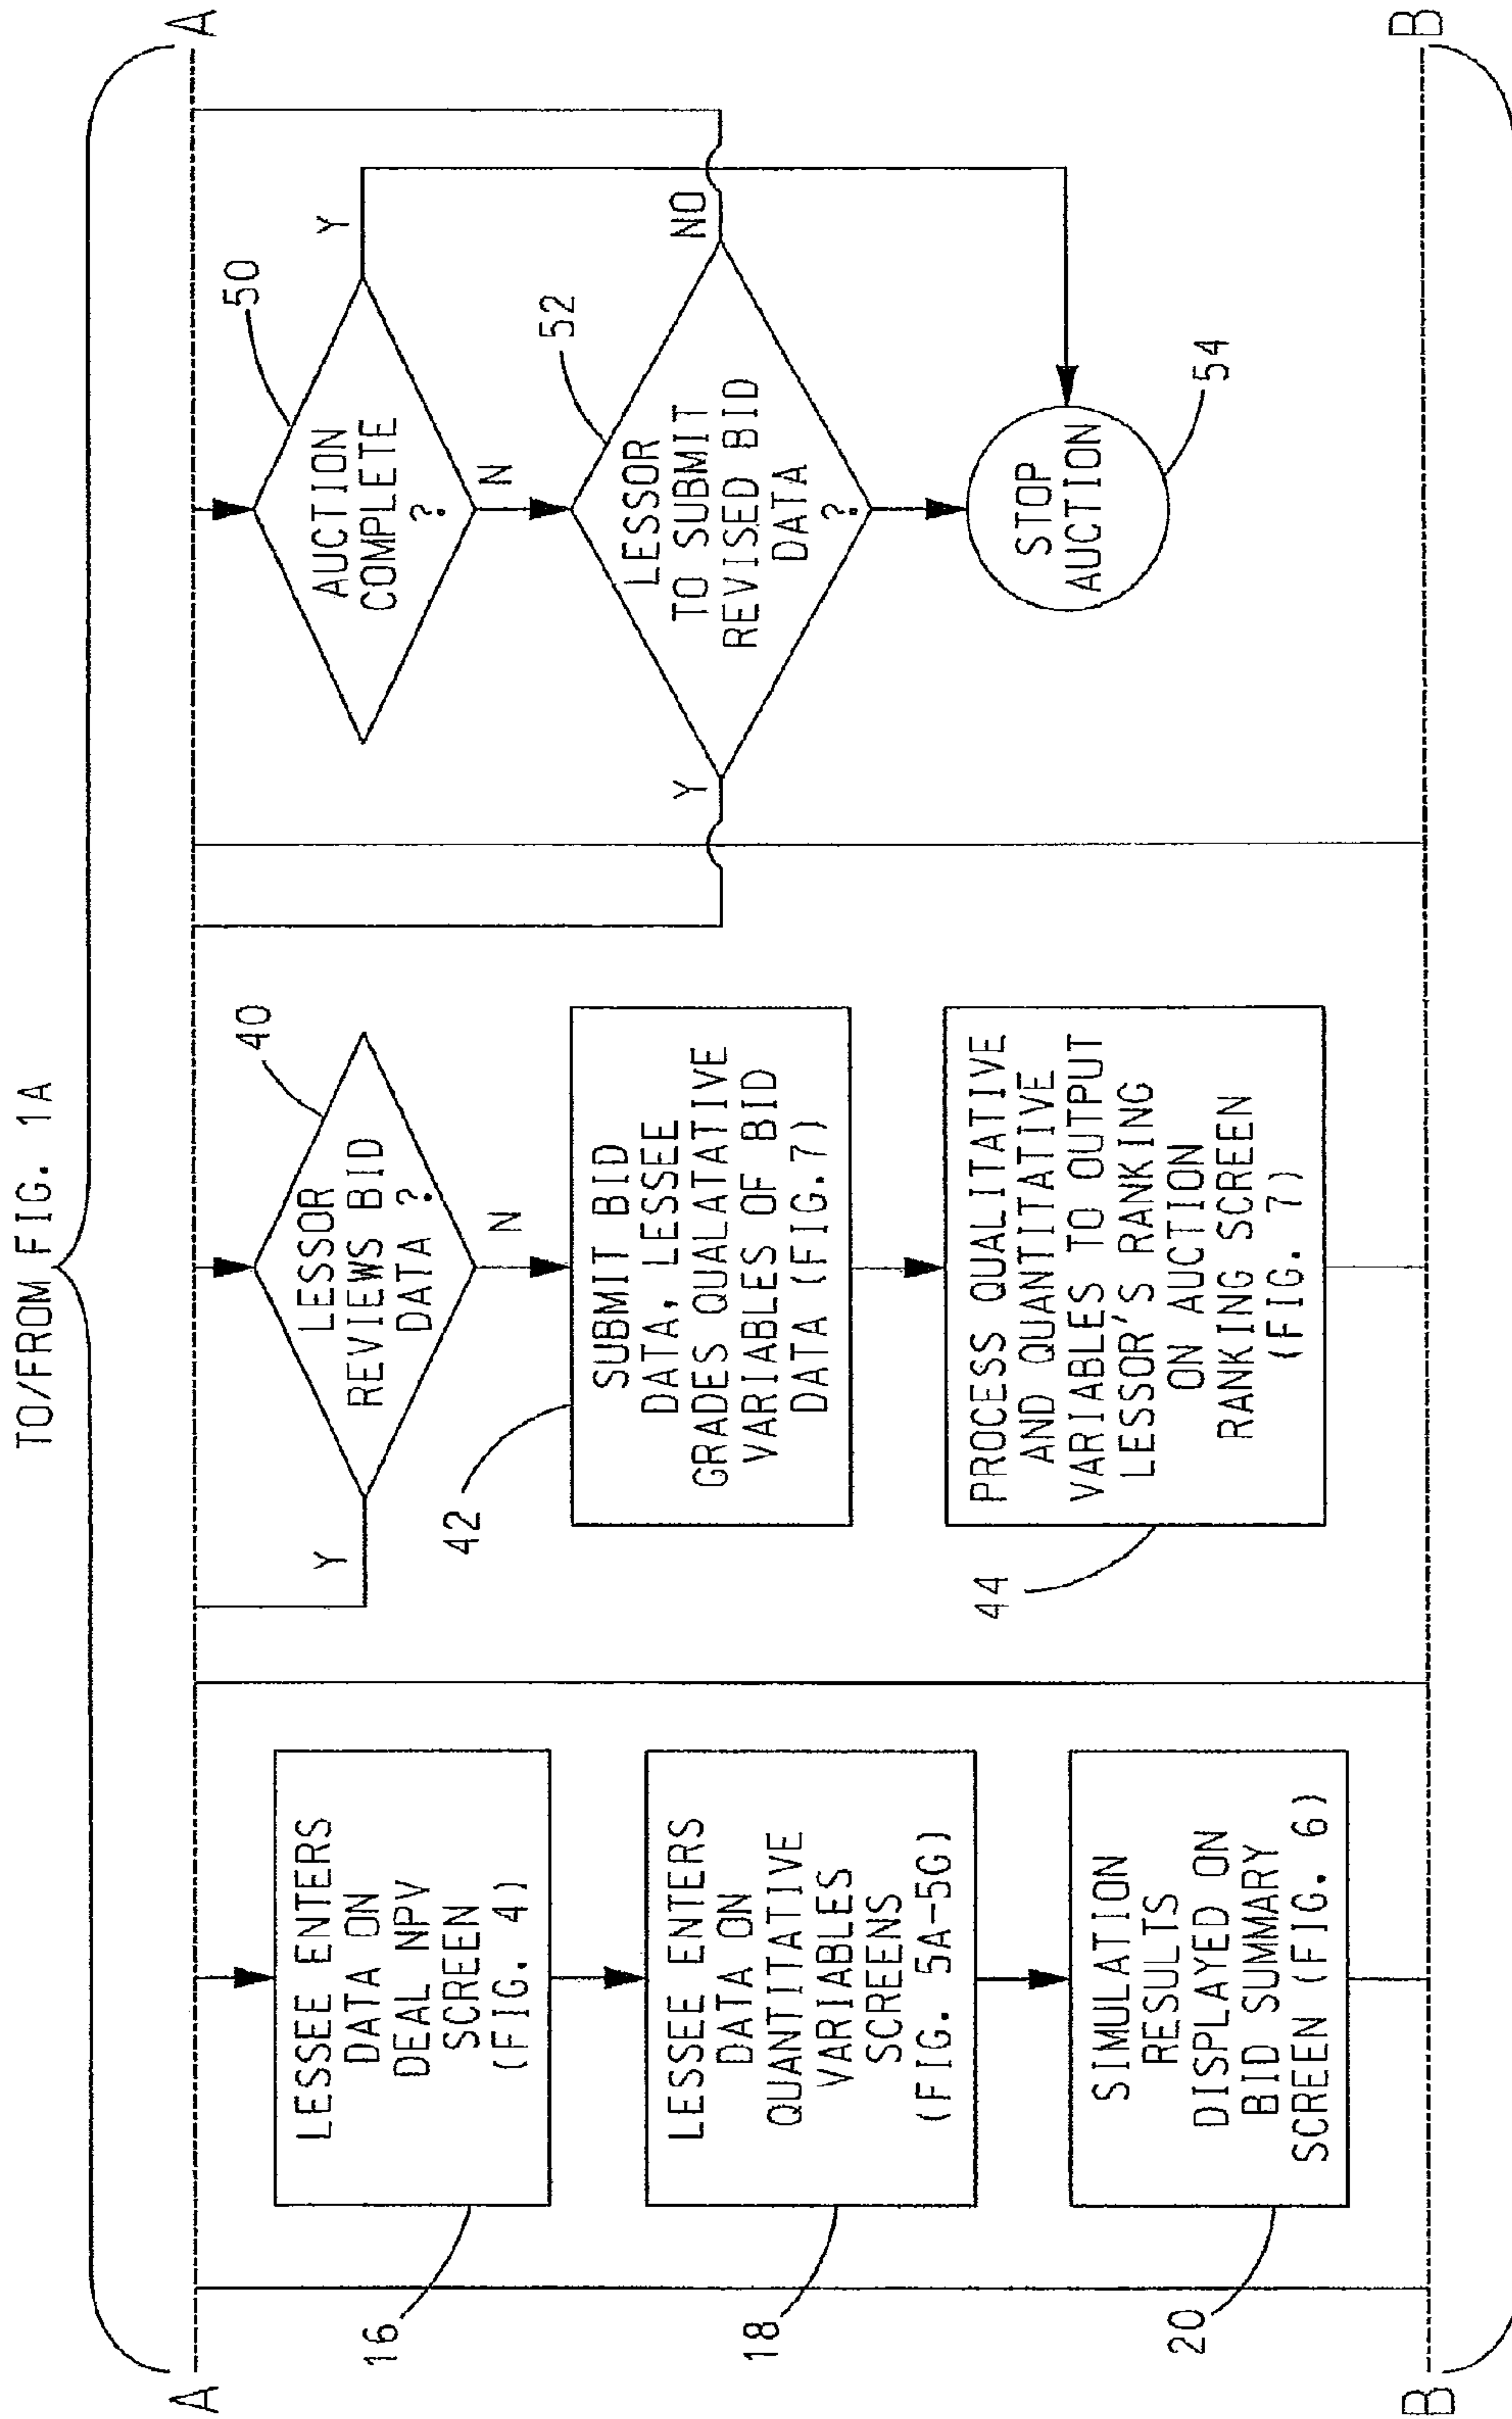 TO/FROM FIG. 1A
A
A
LESSEE ENTERS
DATA ON
DEAL NPV
SCREEN
(FIG. 4)
16
LESSEE ENTERS
DATA ON
QUANTITATIVE
VARIABLES
SCREENS
(FIG. 5A-5G)
18
SIMULATION
RESULTS
DISPLAYED ON
BID SUMMARY
SCREEN (FIG. 6)
20
LESSOR
REVIEWS BID
DATA ?
40
Y
N
SUBMIT BID
DATA, LESSEE
GRADES QUALATATIVE
VARIABLES OF BID
DATA (FIG.7)
42
PROCESS QUALITATIVE
AND QUANTITATIVE
VARIABLES TO OUTPUT
LESSOR'S RANKING
ON AUCTION
RANKING SCREEN
(FIG. 7)
44
AUCTION
COMPLETE
?
50
Y
N
LESSOR
TO SUBMIT
REVISED BID
DATA
?
52
Y
NO
STOP
AUCTION
54
B
B